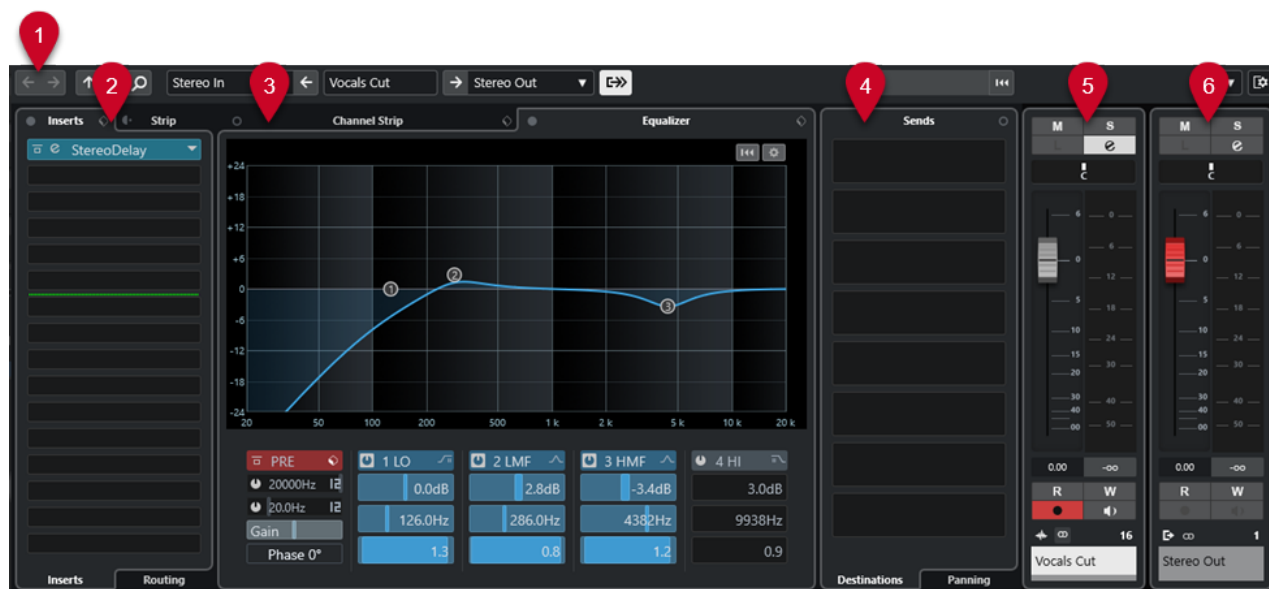 1
2
3
4
5
6
Stereo In
Vocals Cut
Stereo Out
Inserts
Strip
Channel Strip
Equalizer
Sends
StereoDelay
+24
+18
+12
+6
0
-6
-12
-18
-24
20 50 100 200 500 1 k 2 k 5 k 10 k 20 k
1
2
3
PRE
20000Hz 12
20.0Hz 12
Gain
Phase 0°
1 LO
0.0dB
126.0Hz
1.3
2 LMF
2.8dB
286.0Hz
0.8
3 HMF
-3.4dB
4382Hz
1.2
4 HI
3.0dB
9938Hz
0.9
Inserts
Routing
Destinations
Panning
M S
L e
C
6 0
6
0
12
5
18
10
24
15
30
20
30 40
40
00 50
0.00 -oo
R W
16
Vocals Cut
M S
L e
C
6 0
6
0
12
5
18
10
24
15
30
20
30 40
40
00 50
0.00 -oo
R W
1
Stereo Out